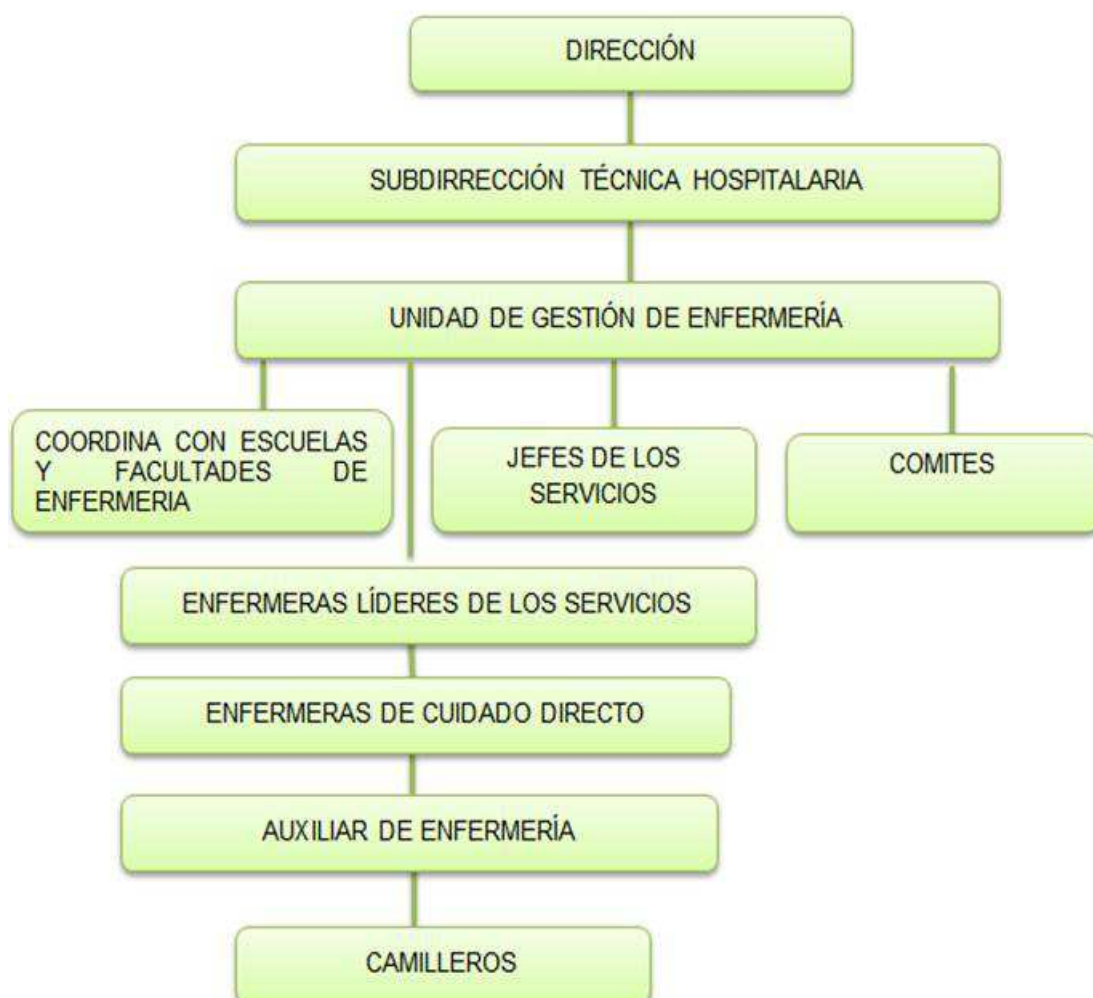 DIRECCIÓN
SUBDIRRECCIÓN TÉCNICA HOSPITALARIA
UNIDAD DE GESTIÓN DE ENFERMERÍA
COORDINA CON ESCUELAS
Y FACULTADES DE
ENFERMERIA
JEFES DE LOS
SERVICIOS
COMITES
ENFERMERAS LÍDERES DE LOS SERVICIOS
ENFERMERAS DE CUIDADO DIRECTO
AUXILIAR DE ENFERMERÍA
CAMILLEROS